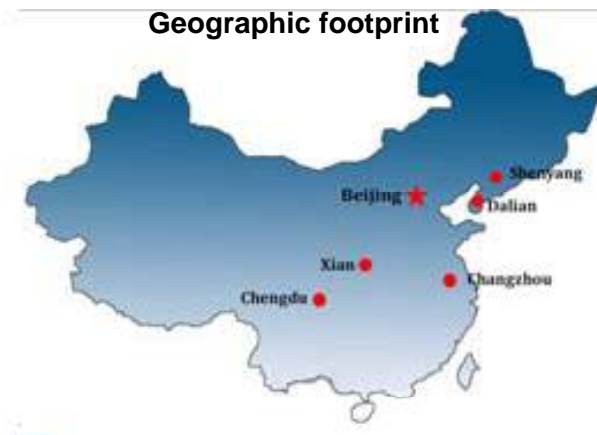 Geographic footprint
Shenyang
Beijing
Dalian
Xian
Changzhou
Chengdu